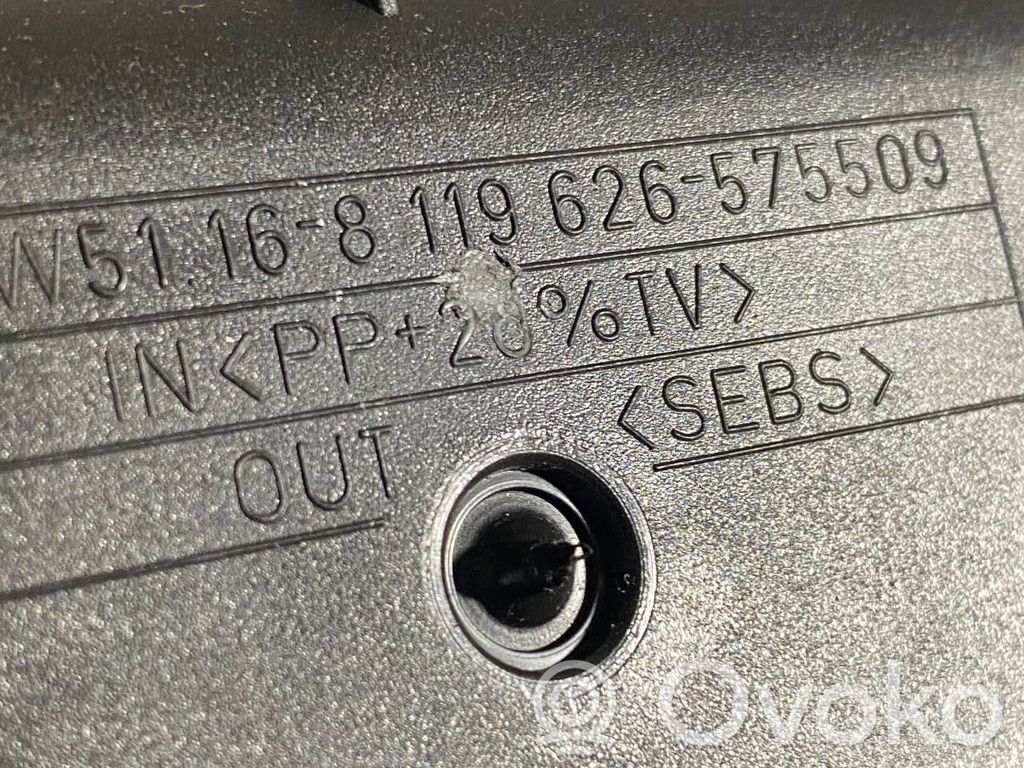 W51.16-8 119 626-575509
IN<PP+20%TV>
OUT <SEBS>
© Ovoko